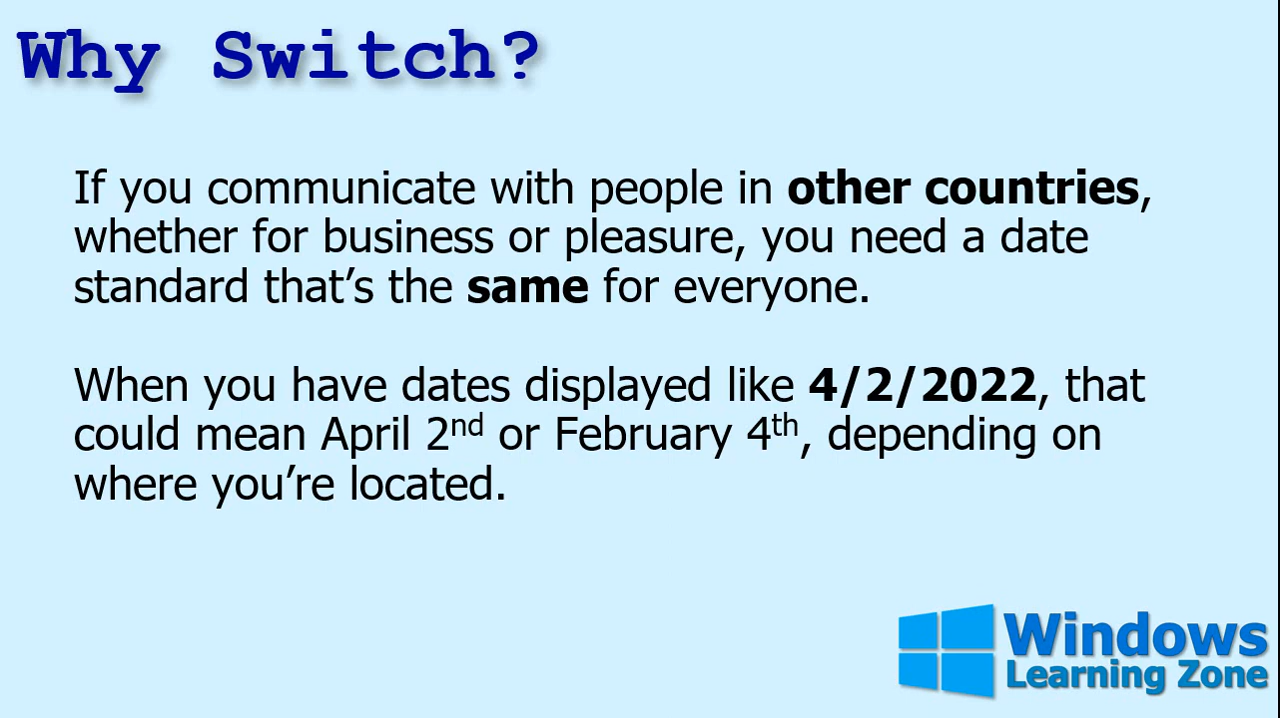 Why Switch?
If you communicate with people in other countries,
whether for business or pleasure, you need a date
standard that’s the same for everyone.
When you have dates displayed like 4/2/2022, that
could mean April 2nd or February 4th, depending on
where you’re located.
Windows
Learning Zone